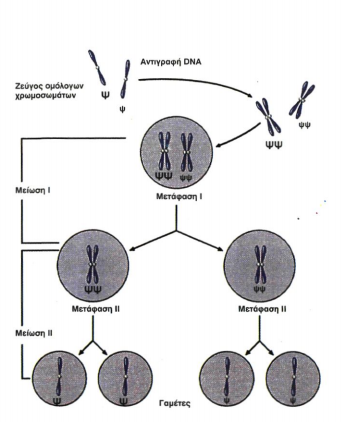 Αντιγραφή DNA
Ζεύγος ομόλογων
χρωμοσωμάτων
Ψ
ψ
ΨΨ
ψψ
ΨΨ ψψ
Μείωση Ι
Μετάφαση Ι
ΨΨ
ψψ
Μετάφαση ΙΙ
Μετάφαση ΙΙ
Μείωση ΙΙ
Ψ
Ψ
ψ
ψ
Γαμέτες